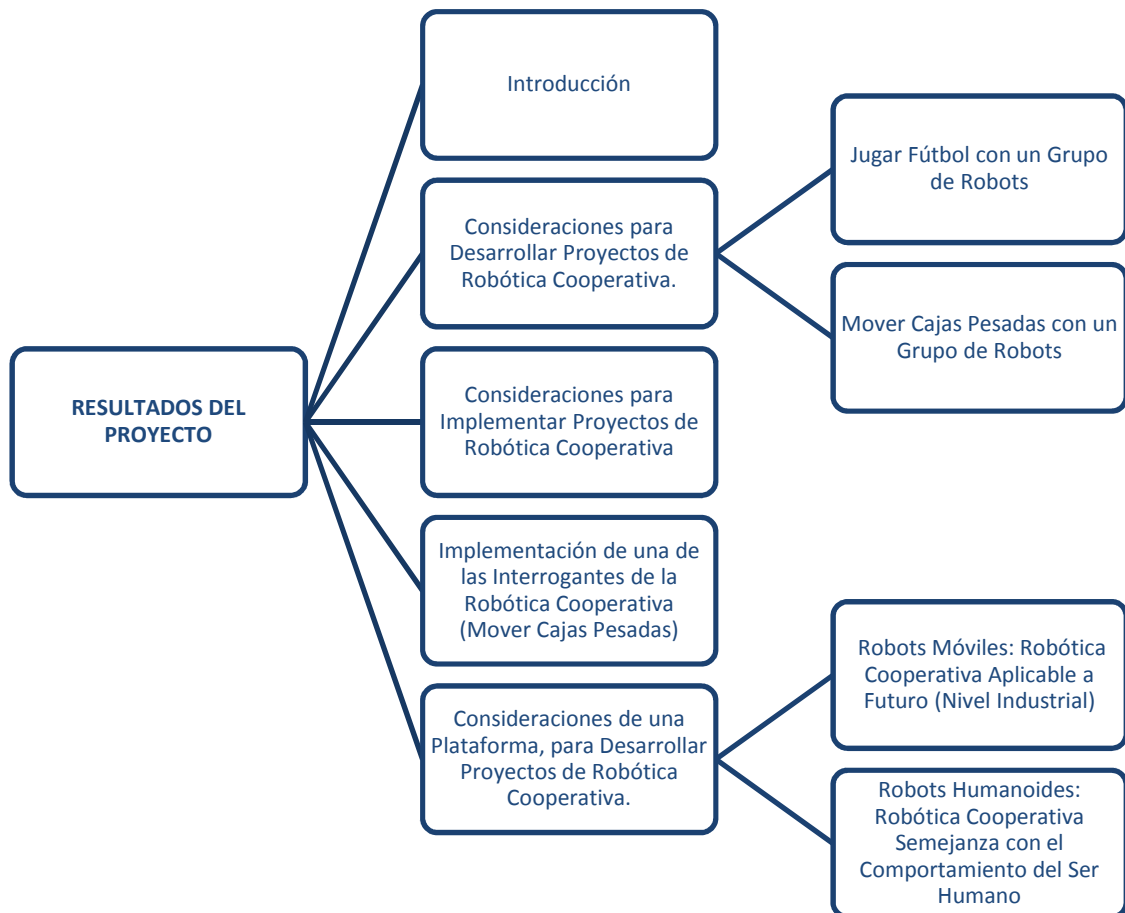 RESULTADOS DEL
PROYECTO
Introducción
Consideraciones para
Desarrollar Proyectos de
Robótica Cooperativa.
Jugar Fútbol con un Grupo
de Robots
Mover Cajas Pesadas con un
Grupo de Robots
Consideraciones para
Implementar Proyectos de
Robótica Cooperativa
Implementación de una de
las Interrogantes de la
Robótica Cooperativa
(Mover Cajas Pesadas)
Consideraciones de una
Plataforma, para Desarrollar
Proyectos de Robótica
Cooperativa.
Robots Móviles: Robótica
Cooperativa Aplicable a
Futuro (Nivel Industrial)
Robots Humanoides:
Robótica Cooperativa
Semejanza con el
Comportamiento del Ser
Humano